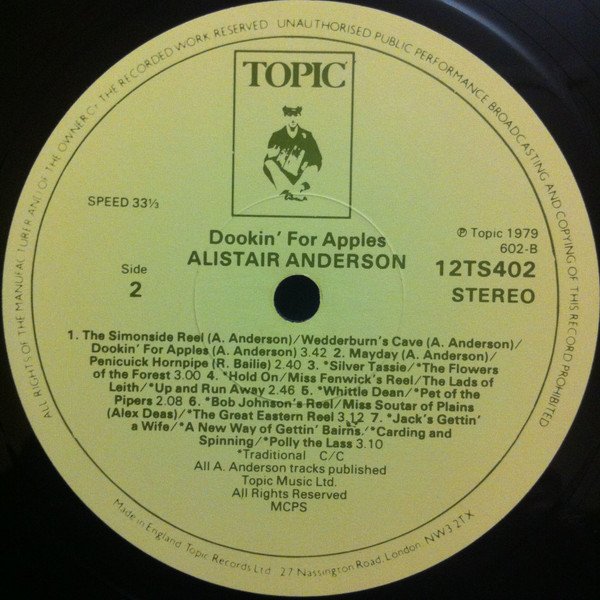 ALL RIGHTS OF THE MANUFACTURER AND OF THE OWNER OF THE RECORDED WORK RESERVED UNAUTHORISED PUBLIC PERFORMANCE BROADCASTING AND COPYING OF THIS RECORD PROHIBITED
TOPIC
SPEED 33⅓
Dookin' For Apples
ALISTAIR ANDERSON
℗ Topic 1979
602-B
Side
2
12TS402
STEREO
1. The Simonside Reel (A. Anderson)/Wedderburn's Cave (A. Anderson)/
Dookin' For Apples (A. Anderson) 3.42 2. Mayday (A. Anderson)/
Penicuick Hornpipe (R. Bailie) 2.40 3. *Silver Tassie/*The Flowers
of the Forest 3.00 4. *Hold On/Miss Fenwick's Reel/The Lads of
Leith/*Up and Run Away 2.46 5. *Whittle Dean/*Pet of the
Pipers 2.08 6. *Bob Johnson's Reel/Miss Soutar of Plains
(Alex Deas)/*The Great Eastern Reel 3.12 7. *Jack's Gettin'
a Wife/*A New Way of Gettin' Bairns/*Carding and
Spinning/*Polly the Lass 3.10
*Traditional C/C
All A. Anderson tracks published
Topic Music Ltd.
All Rights Reserved
MCPS
Made in England Topic Records Ltd 27 Nassington Road London NW3 2TX